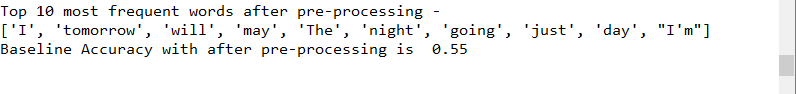 Top 10 most frequent words after pre-processing -
['I', 'tomorrow', 'will', 'may', 'The', 'night', 'going', 'just', 'day', "I'm"]
Baseline Accuracy with after pre-processing is  0.55